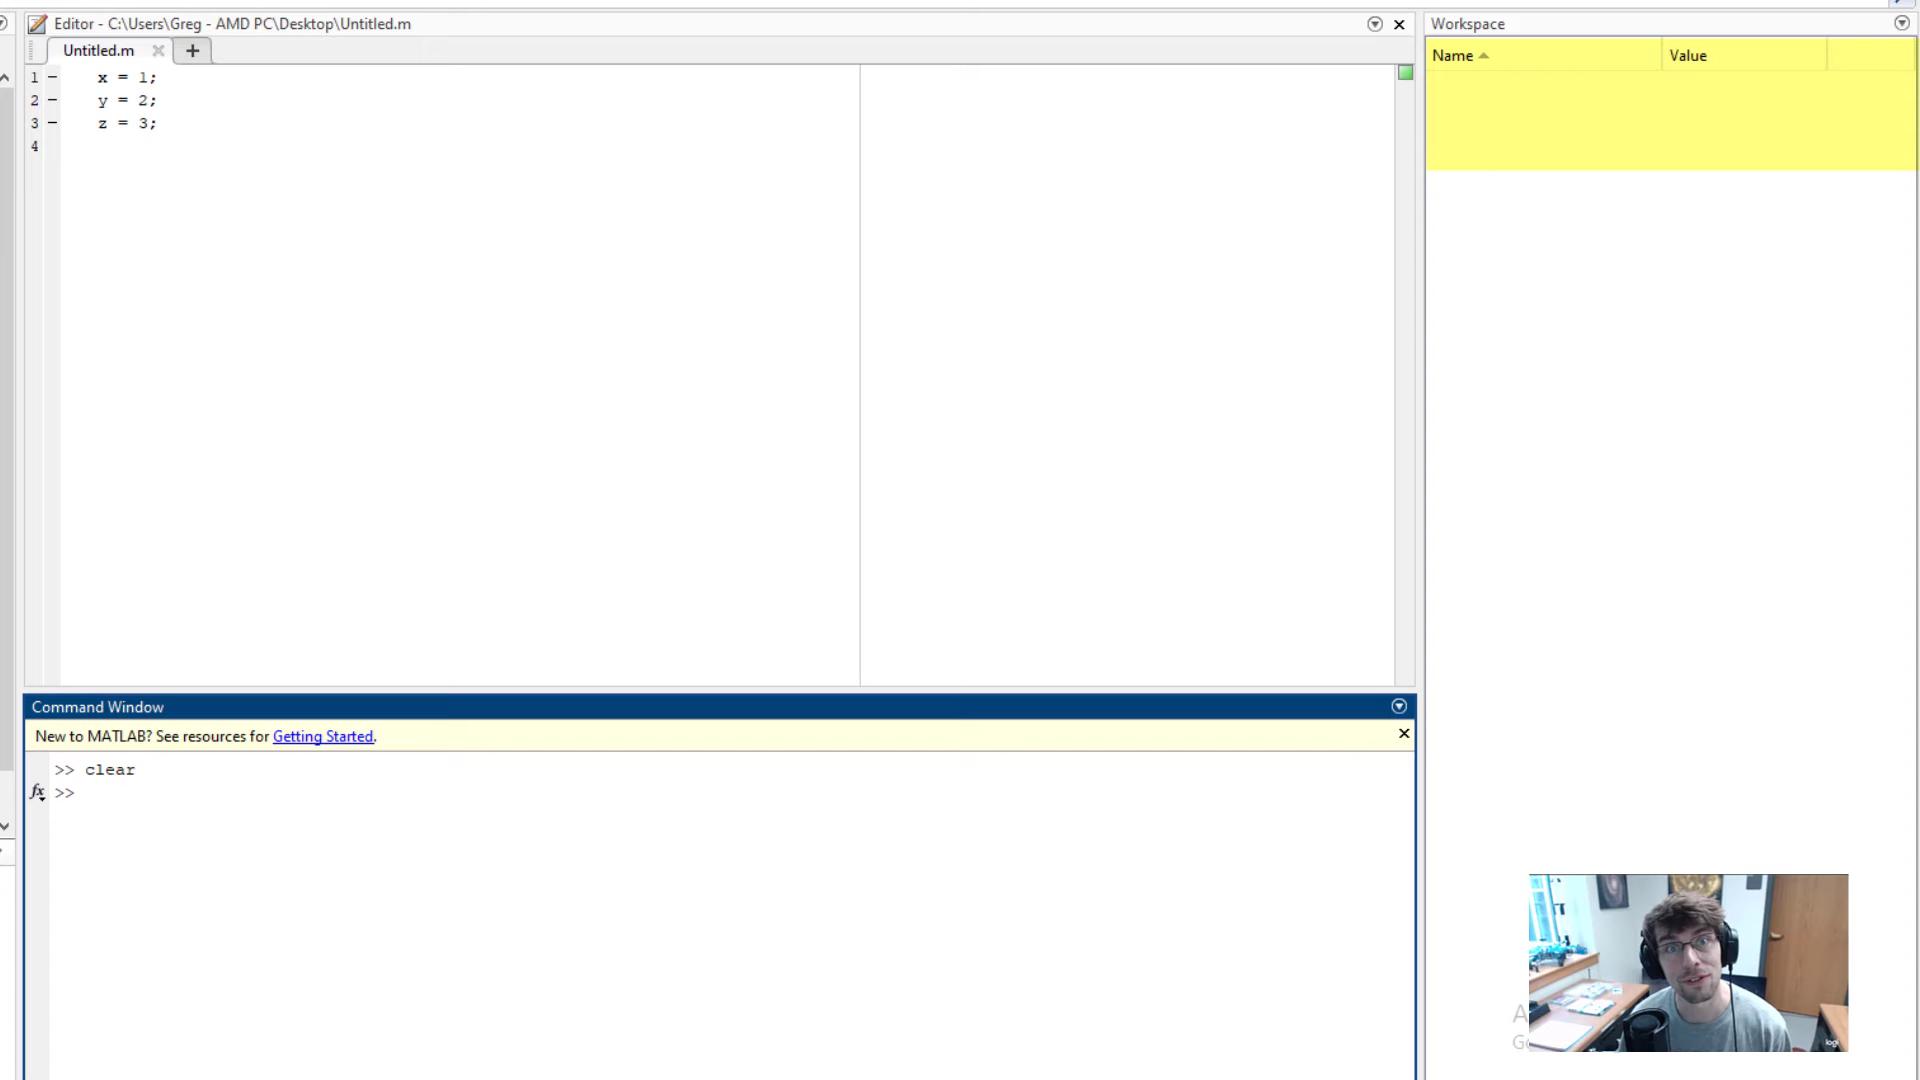 Editor - C:\Users\Greg - AMD PC\Desktop\Untitled.m
Untitled.m
1 - x = 1;
2 - y = 2;
3 - z = 3;
4
Command Window
New to MATLAB? See resources for Getting Started.
>> clear
fx >>
Workspace
Name Value
logi